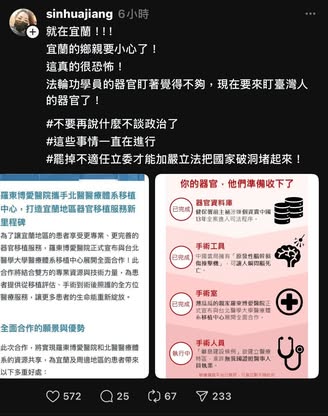 sinhuajiang 6小時
就在宜蘭!!!
宜蘭的鄉親要小心了!
這真的很恐怖!
法輪功學員的器官盯著覺得不夠,現在要來盯臺灣人
的器官了!
#不要再說什麼不談政治了
#這些事情一直在進行
#罷掉不適任立委才能加嚴立法把國家破洞堵起來!
羅東博愛醫院攜手北醫醫療體系移植
中心,打造宜蘭地區器官移植服務新
里程碑
為了讓宜蘭地區的患者享受更專業、更完善的
器官移植服務,羅東博愛醫院正式宣布與台北
醫學大學醫療體系移植中心展開全面合作!此
合作將結合雙方的專業資源與技術力量,為患
者提供從移植評估、手術到術後照護的全方位
醫療服務,讓更多患者的生命能重新綻放。
全面合作的願景與優勢
此次合作,將實現羅東博愛醫院和北醫醫療體
系的資源共享,為宜蘭及周邊地區的患者帶來
以下多重好處:
你的器官,他們準備收下了
已完成
器官資料庫
已完成
手術工具
已完成
手術室
執行中
手術人員
572 25 67 233